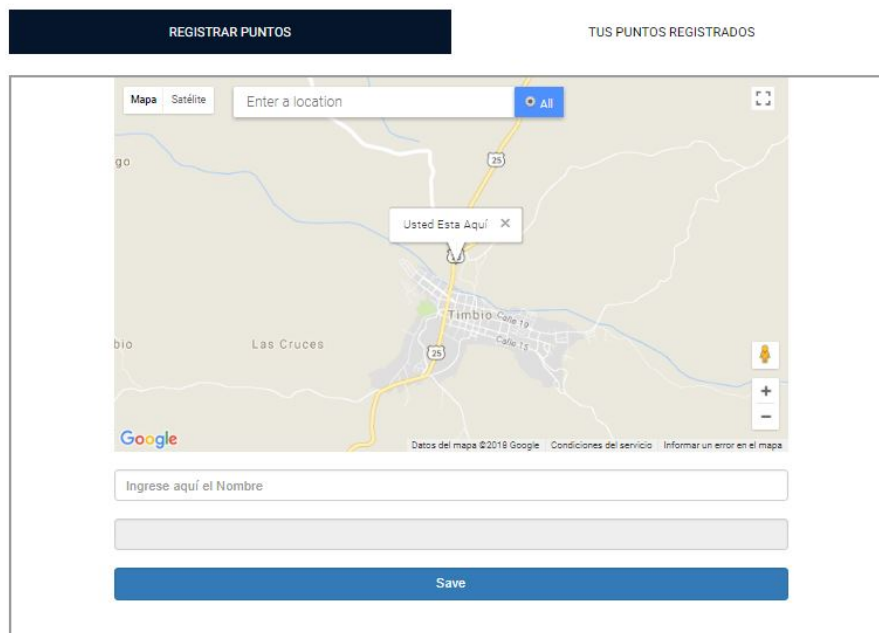 REGISTRAR PUNTOS
TUS PUNTOS REGISTRADOS
Mapa
Satélite
Enter a location
All
go
25
Usted Esta Aquí
Timbio
Calle 19
Calle 15
bio
Las Cruces
25
Google
Datos del mapa ©2018 Google
Condiciones del servicio
Informar un error en el mapa
Ingrese aquí el Nombre
Save